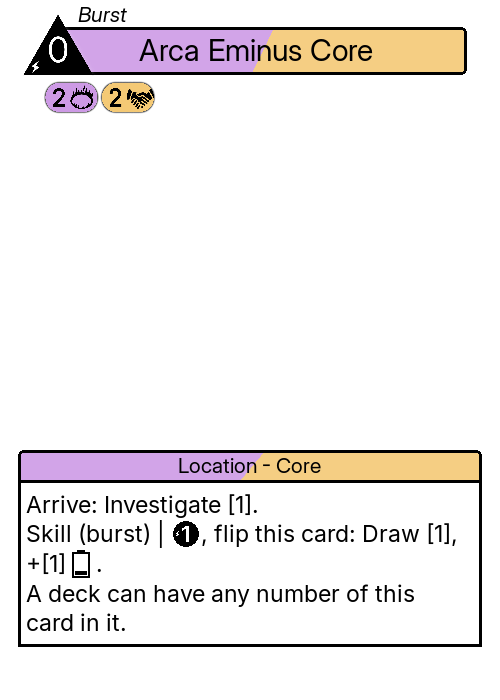 Burst
0
Arca Eminus Core
2 2
Location - Core
Arrive: Investigate [1].
Skill (burst) | 1, flip this card: Draw [1],
+[1] .
A deck can have any number of this
card in it.